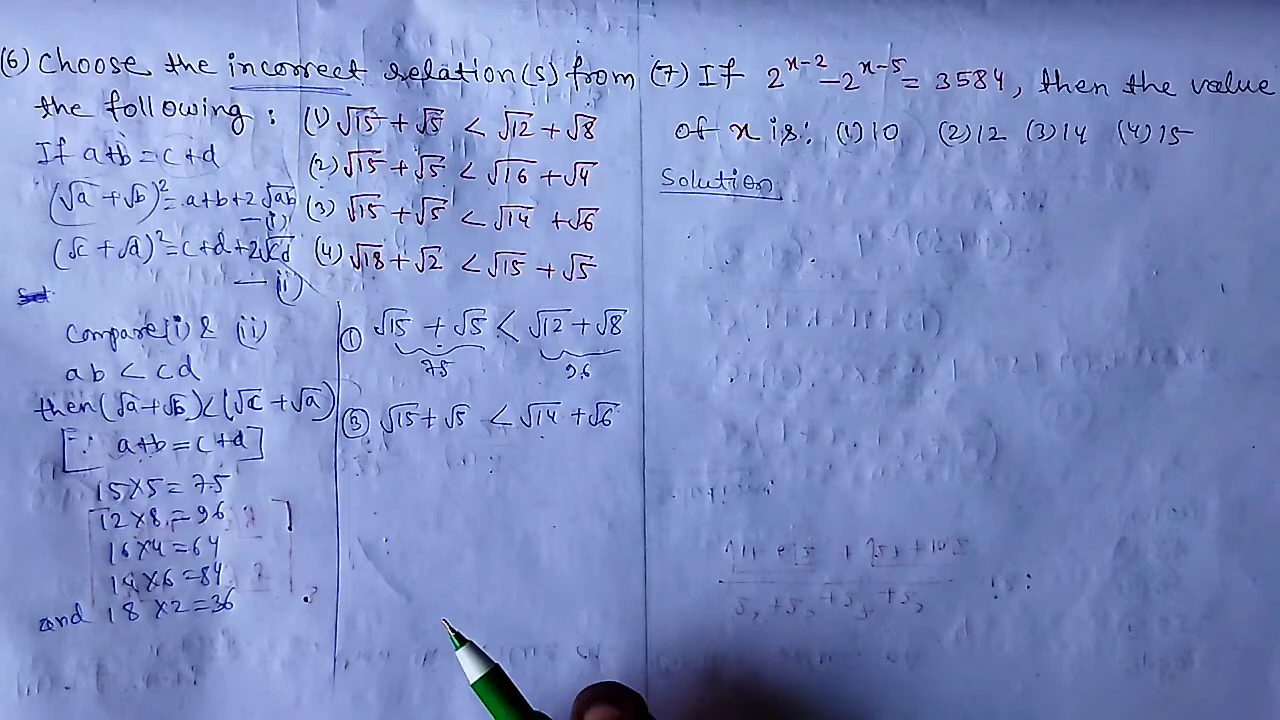 (6) Choose the incorrect relation(s) from
the following : (1) √15 + √5 < √12 + √8
If a+b = c+d
(2) √15 + √5 < √16 + √4
(√a + √b)² = a+b+2√ab
—(i)
(3) √15 + √5 < √14 + √6
(√c + √d)² = c+d+2√cd
—(ii)
(4) √18 + √2 < √15 + √5
compare (i) & (ii)
ab < cd
then (√a + √b) < (√c + √d)
[∵ a+b = c+d]
15×5 = 75
12×8 = 96
16×4 = 64
14×6 = 84
and 18×2 = 36
① √15 + √5 < √12 + √8
75 96
③ √15 + √5 < √14 + √6
(7) If 2^{x-2} - 2^{x-5} = 3584, then the value
of x is: (1) 10 (2) 12 (3) 14 (4) 15
Solution